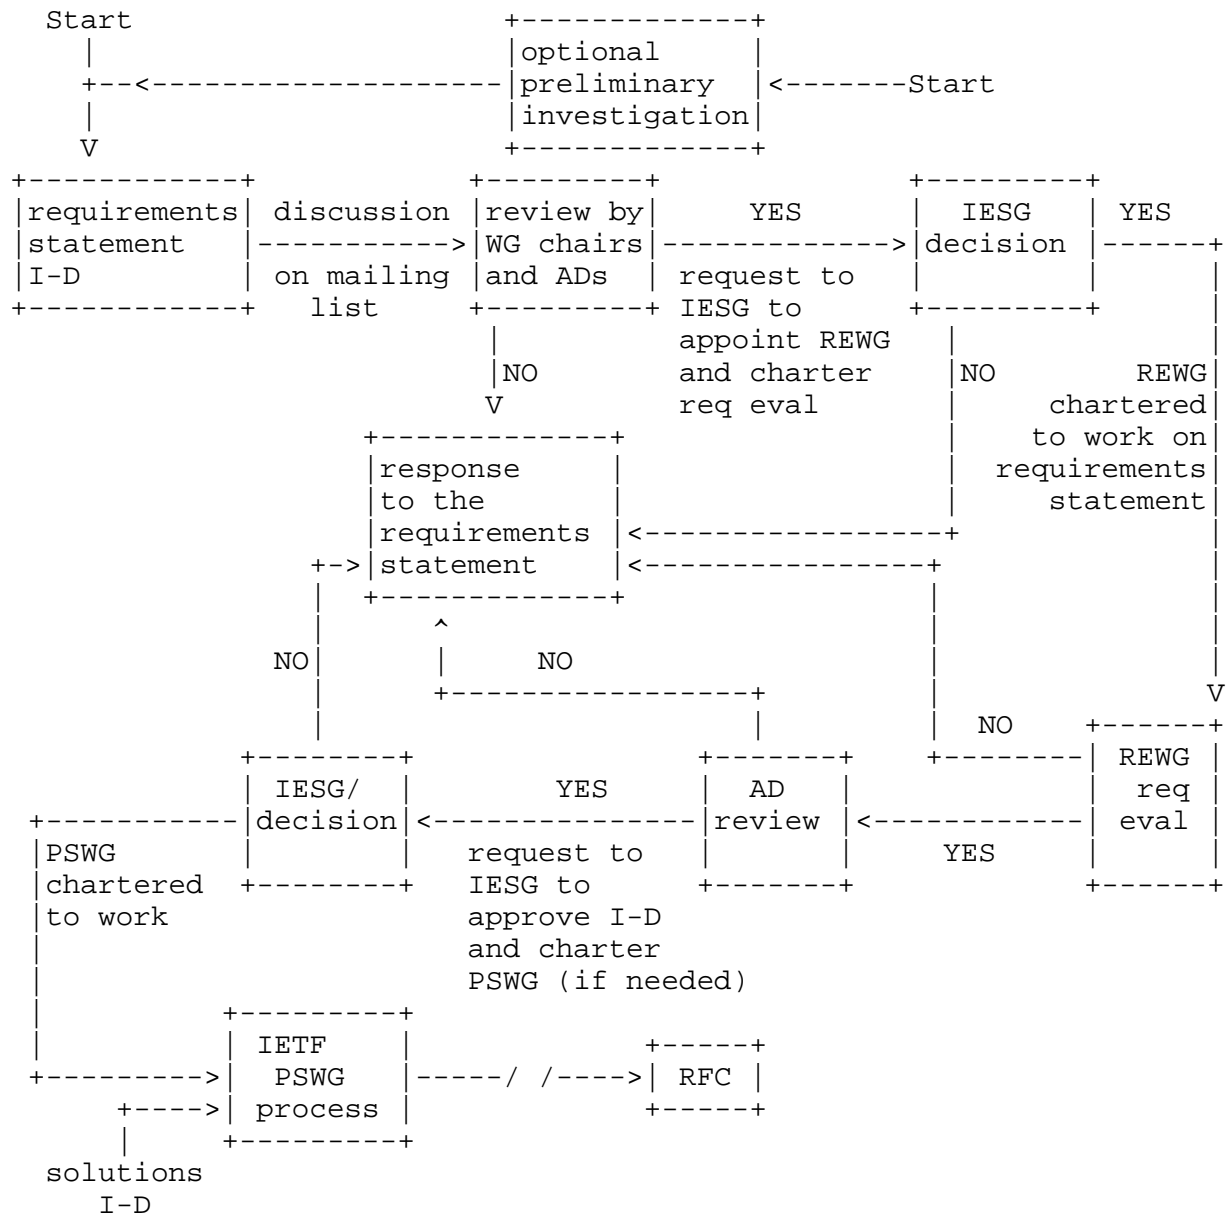 Start
optional
preliminary
investigation
Start
requirements
statement
I-D
discussion
on mailing
list
review by
WG chairs
and ADs
YES
request to
IESG to
appoint REWG
and charter
req eval
IESG
decision
YES
NO
NO
REWG
chartered
to work on
requirements
statement
response
to the
requirements
statement
NO
NO
NO
IESG/
decision
YES
request to
IESG to
approve I-D
and charter
PSWG (if needed)
AD
review
YES
REWG
req
eval
PSWG
chartered
to work
IETF
PSWG
process
RFC
solutions
I-D